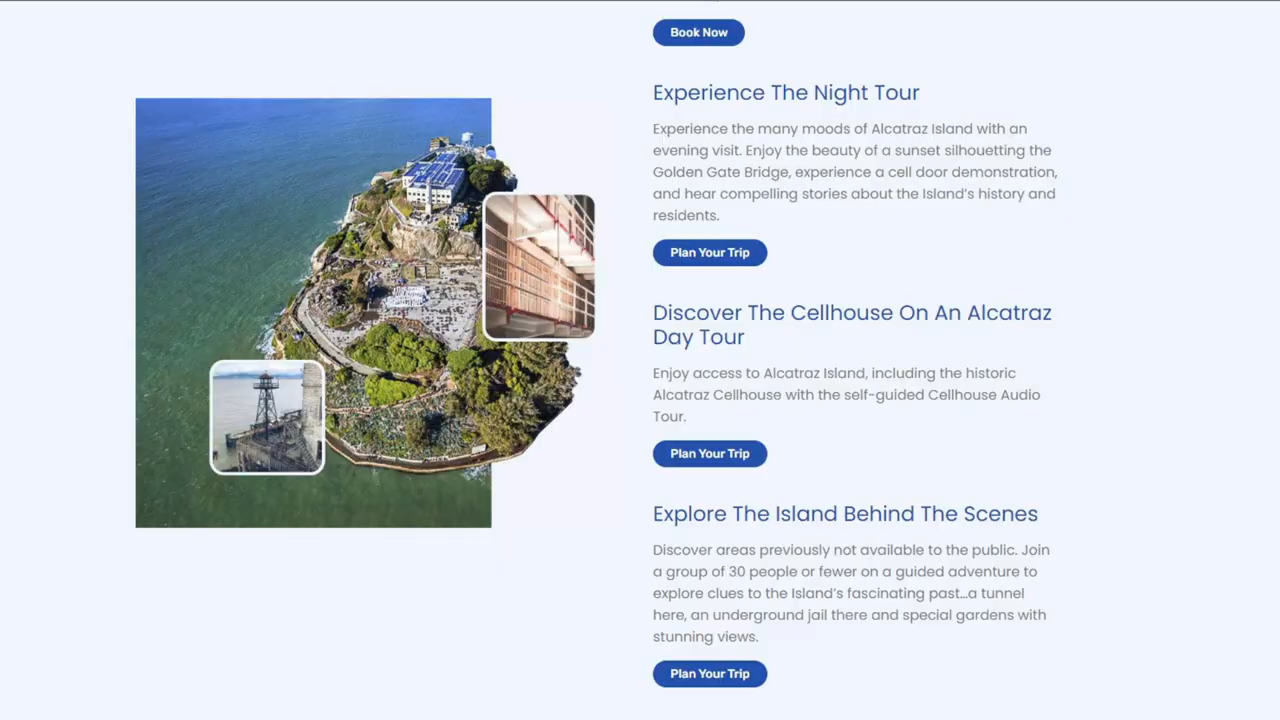 Book Now
Experience The Night Tour
Experience the many moods of Alcatraz Island with an
evening visit. Enjoy the beauty of a sunset silhouetting the
Golden Gate Bridge, experience a cell door demonstration,
and hear compelling stories about the Island's history and
residents.
Plan Your Trip
Discover The Cellhouse On An Alcatraz
Day Tour
Enjoy access to Alcatraz Island, including the historic
Alcatraz Cellhouse with the self-guided Cellhouse Audio
Tour.
Plan Your Trip
Explore The Island Behind The Scenes
Discover areas previously not available to the public. Join
a group of 30 people or fewer on a guided adventure to
explore clues to the Island's fascinating past…a tunnel
here, an underground jail there and special gardens with
stunning views.
Plan Your Trip